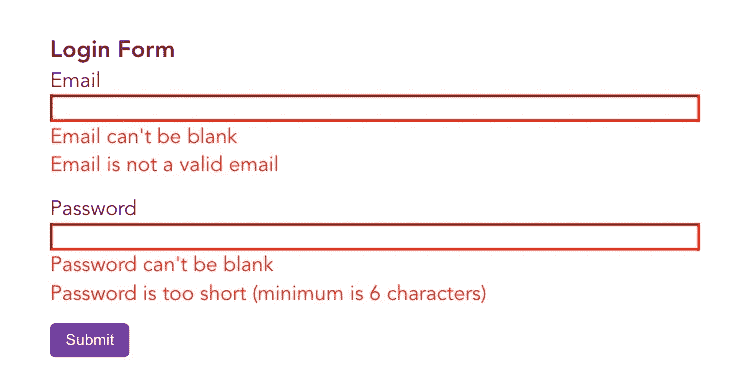 Login Form
Email
Email can't be blank
Email is not a valid email
Password
Password can't be blank
Password is too short (minimum is 6 characters)
Submit